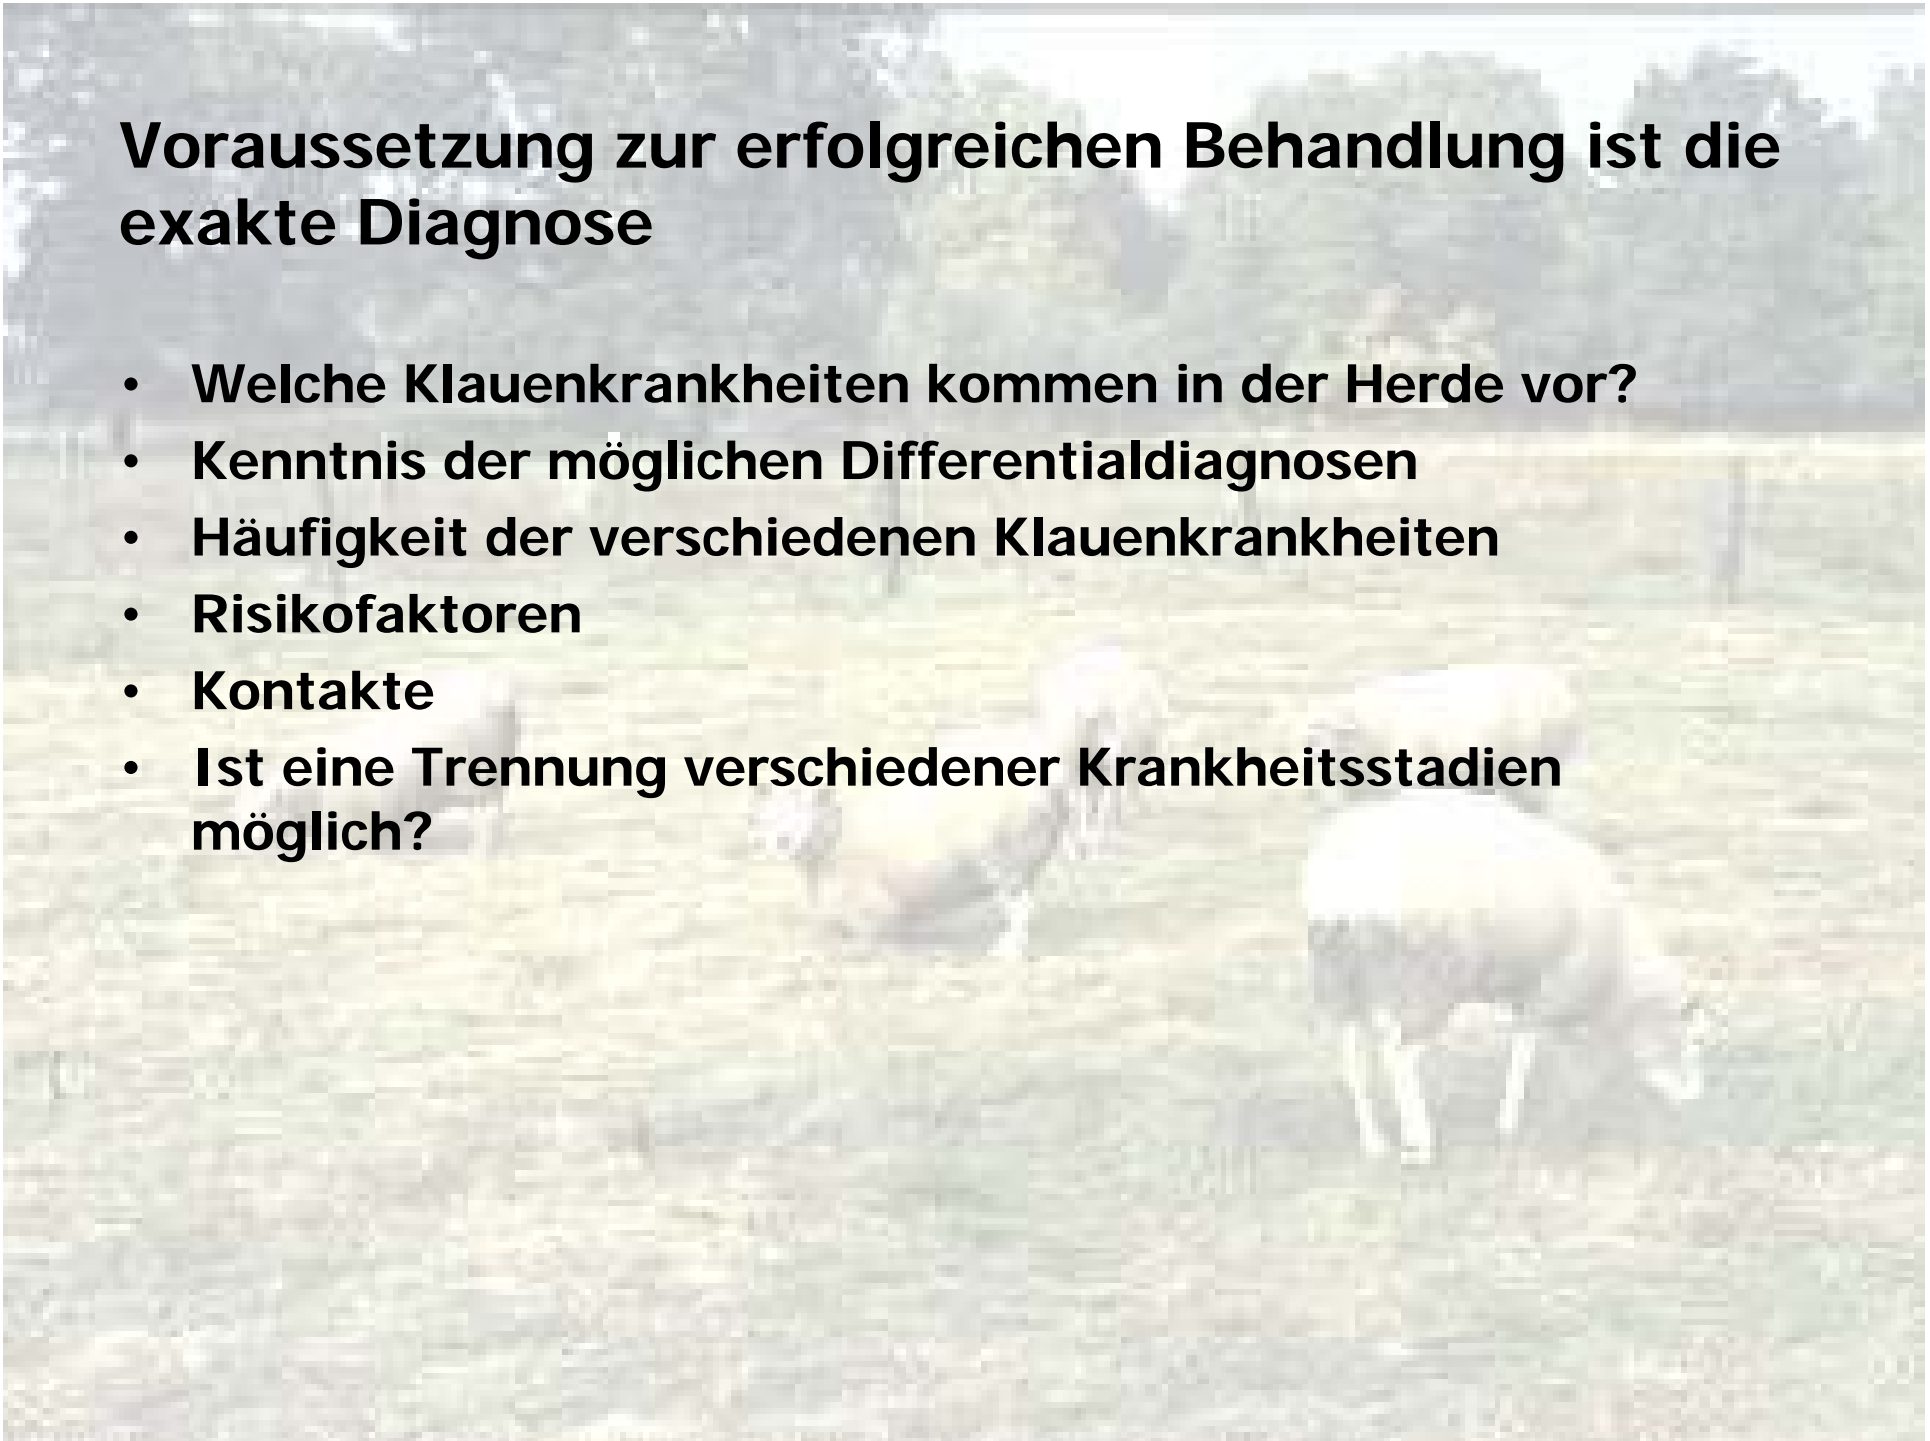 Voraussetzung zur erfolgreichen Behandlung ist die
exakte Diagnose
• Welche Klauenkrankheiten kommen in der Herde vor?
• Kenntnis der möglichen Differentialdiagnosen
• Häufigkeit der verschiedenen Klauenkrankheiten
• Risikofaktoren
• Kontakte
• Ist eine Trennung verschiedener Krankheitsstadien
möglich?